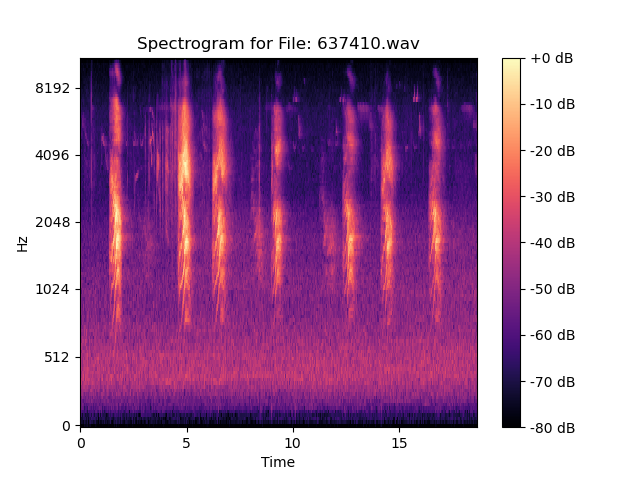 Spectrogram for File: 637410.wav
+0 dB
8192
-10 dB
4096
-20 dB
-30 dB
2048
-40 dB
Hz
1024
-50 dB
-60 dB
512
-70 dB
0
-80 dB
0 5 10 15
Time